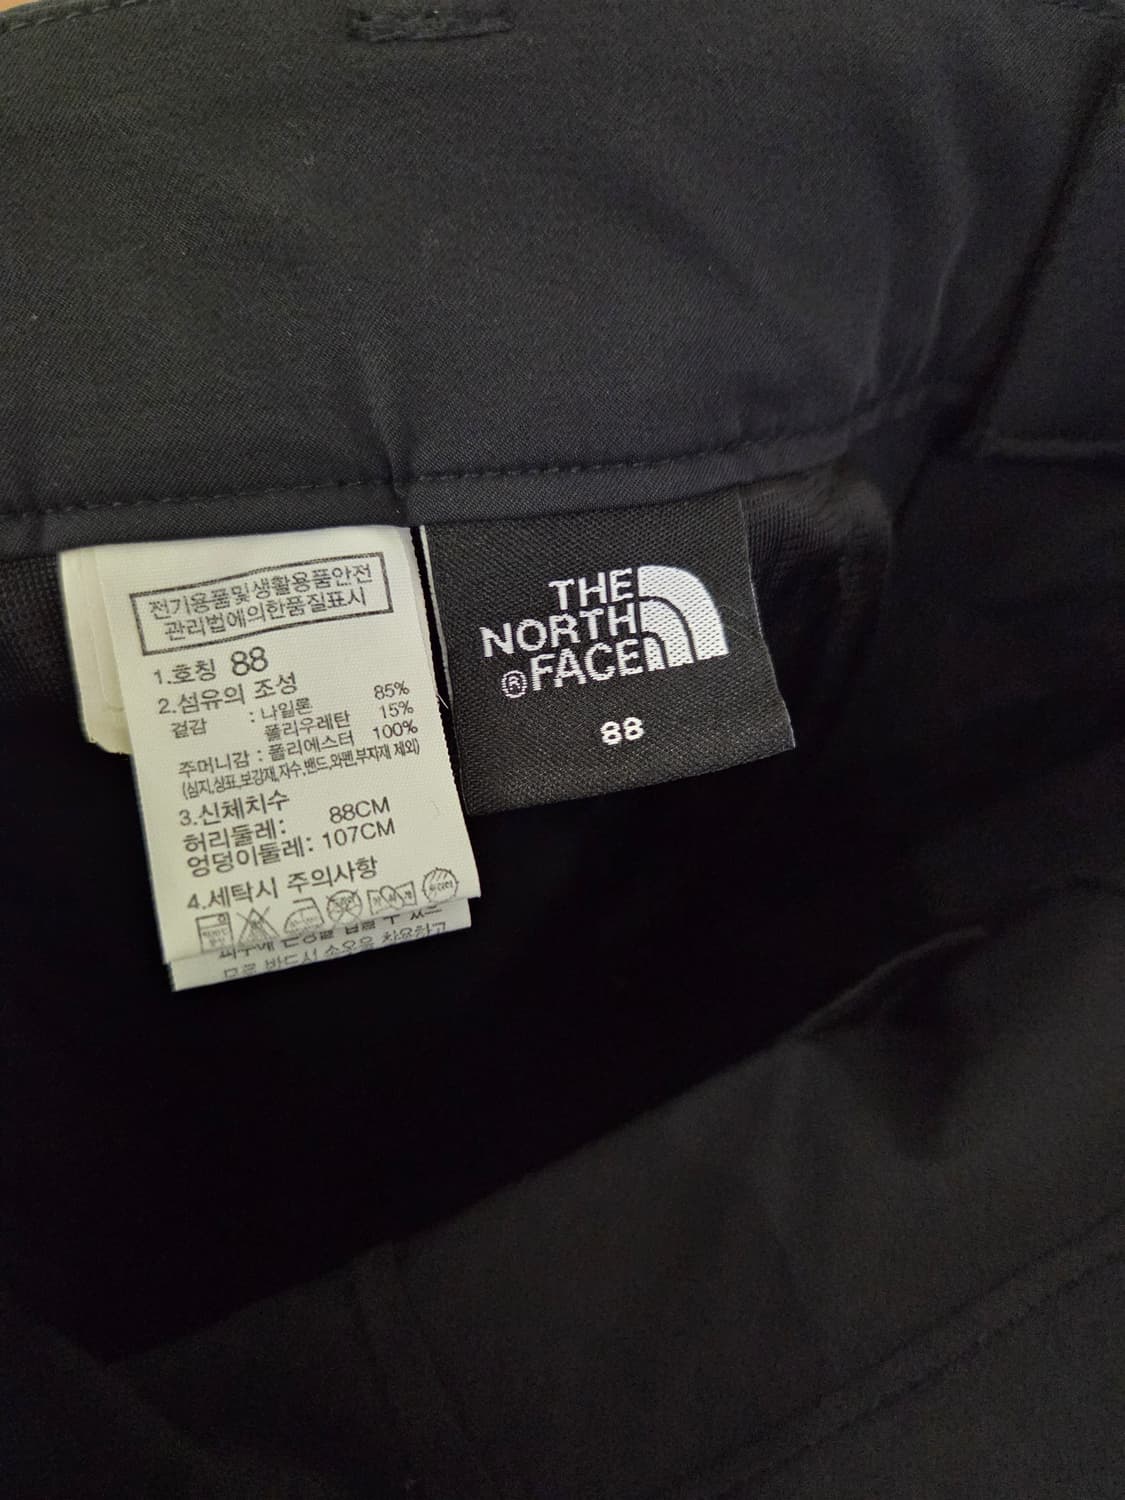 전기용품및생활용품안전
관리법에의한품질표시
1.호칭 88
2.섬유의 조성
겉감 : 나일론 85%
폴리우레탄 15%
주머니감 : 폴리에스터 100%
(심지,상표,보강재,자수,밴드,와펜,부자재 제외)
3.신체치수
허리둘레: 88CM
엉덩이둘레: 107CM
4.세탁시 주의사항
THE
NORTH
®FACE
88